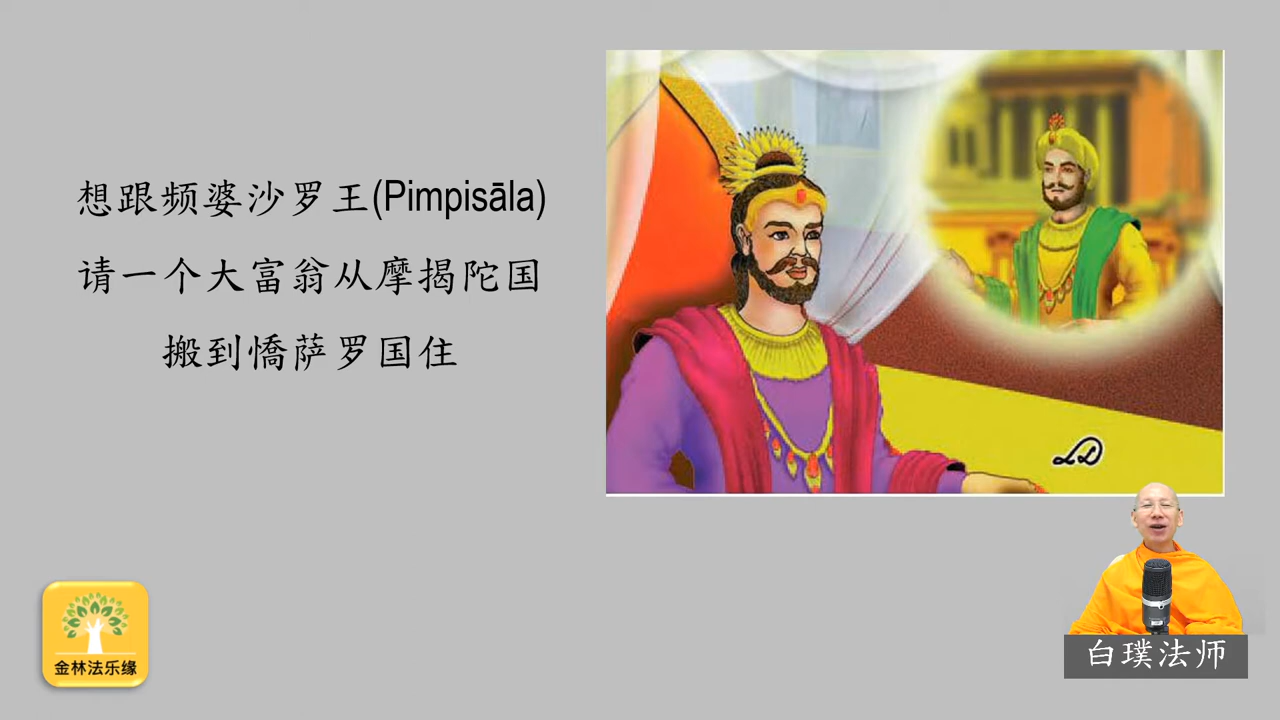 想跟频婆沙罗王(Pimpisāla)
请一个大富翁从摩揭陀国
搬到憍萨罗国住
金林法乐缘
白璞法师